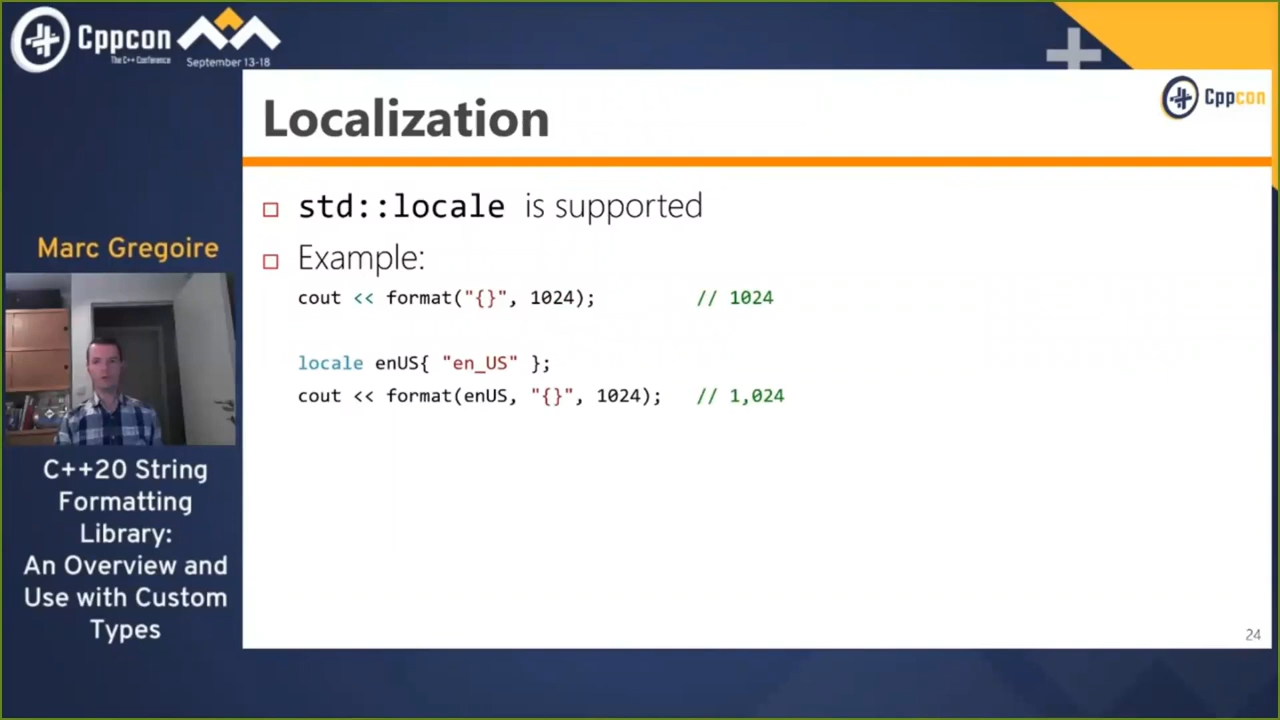 Cppcon
The C++ Conference
September 13-18
Cppcon
Localization
std::locale is supported
Marc Gregoire
Example:
cout << format("{}", 1024); // 1024
locale enUS{ "en_US" };
cout << format(enUS, "{}", 1024); // 1,024
C++20 String
Formatting
Library:
An Overview and
Use with Custom
Types
24